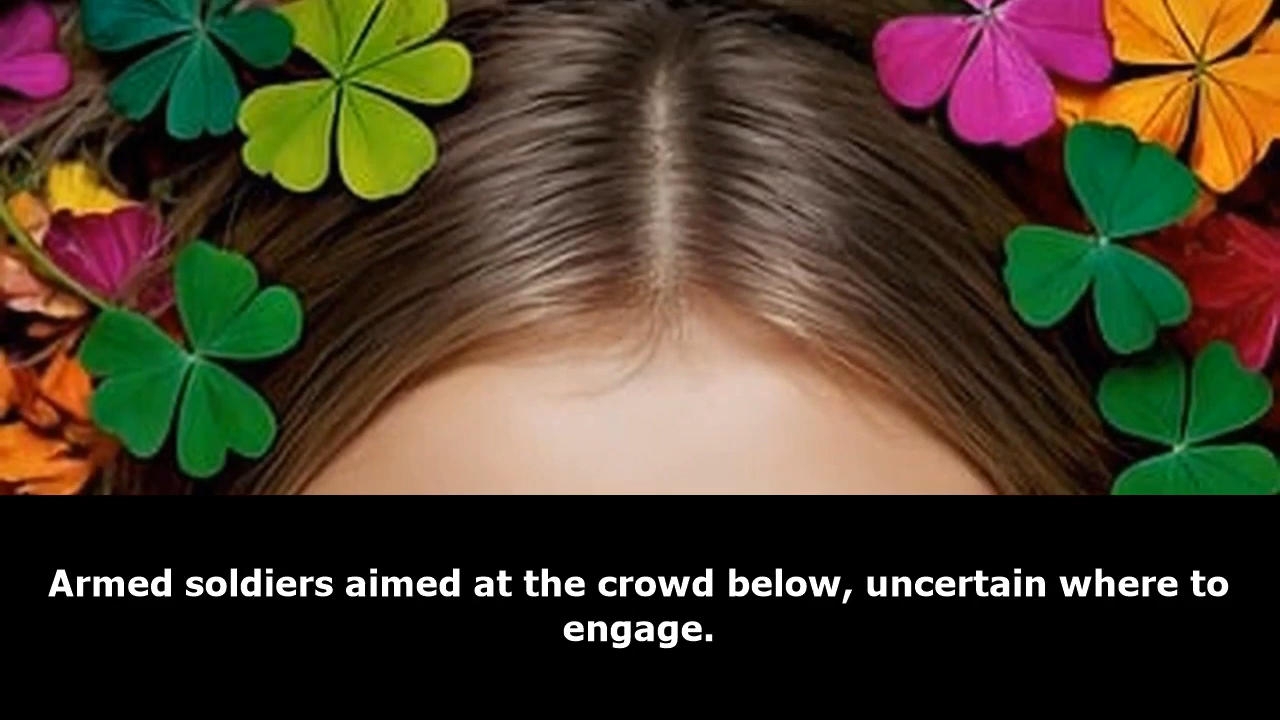 Armed soldiers aimed at the crowd below, uncertain where to
engage.